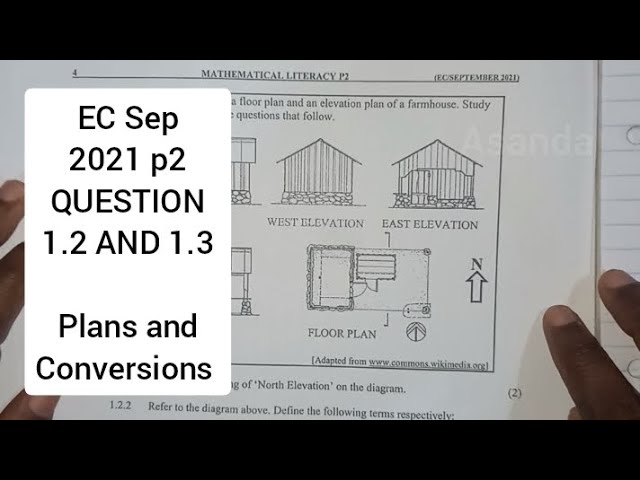 4 MATHEMATICAL LITERACY P2 (EC/SEPTEMBER 2021)
a floor plan and an elevation plan of a farmhouse. Study
questions that follow.
Asanda
EC Sep
2021 p2
QUESTION
1.2 AND 1.3
Plans and
Conversions
WEST ELEVATION EAST ELEVATION
N
FLOOR PLAN
[Adapted from www.commons.wikimedia.org]
ng of ‘North Elevation’ on the diagram.
(2)
1.2.2 Refer to the diagram above. Define the following terms respectively: